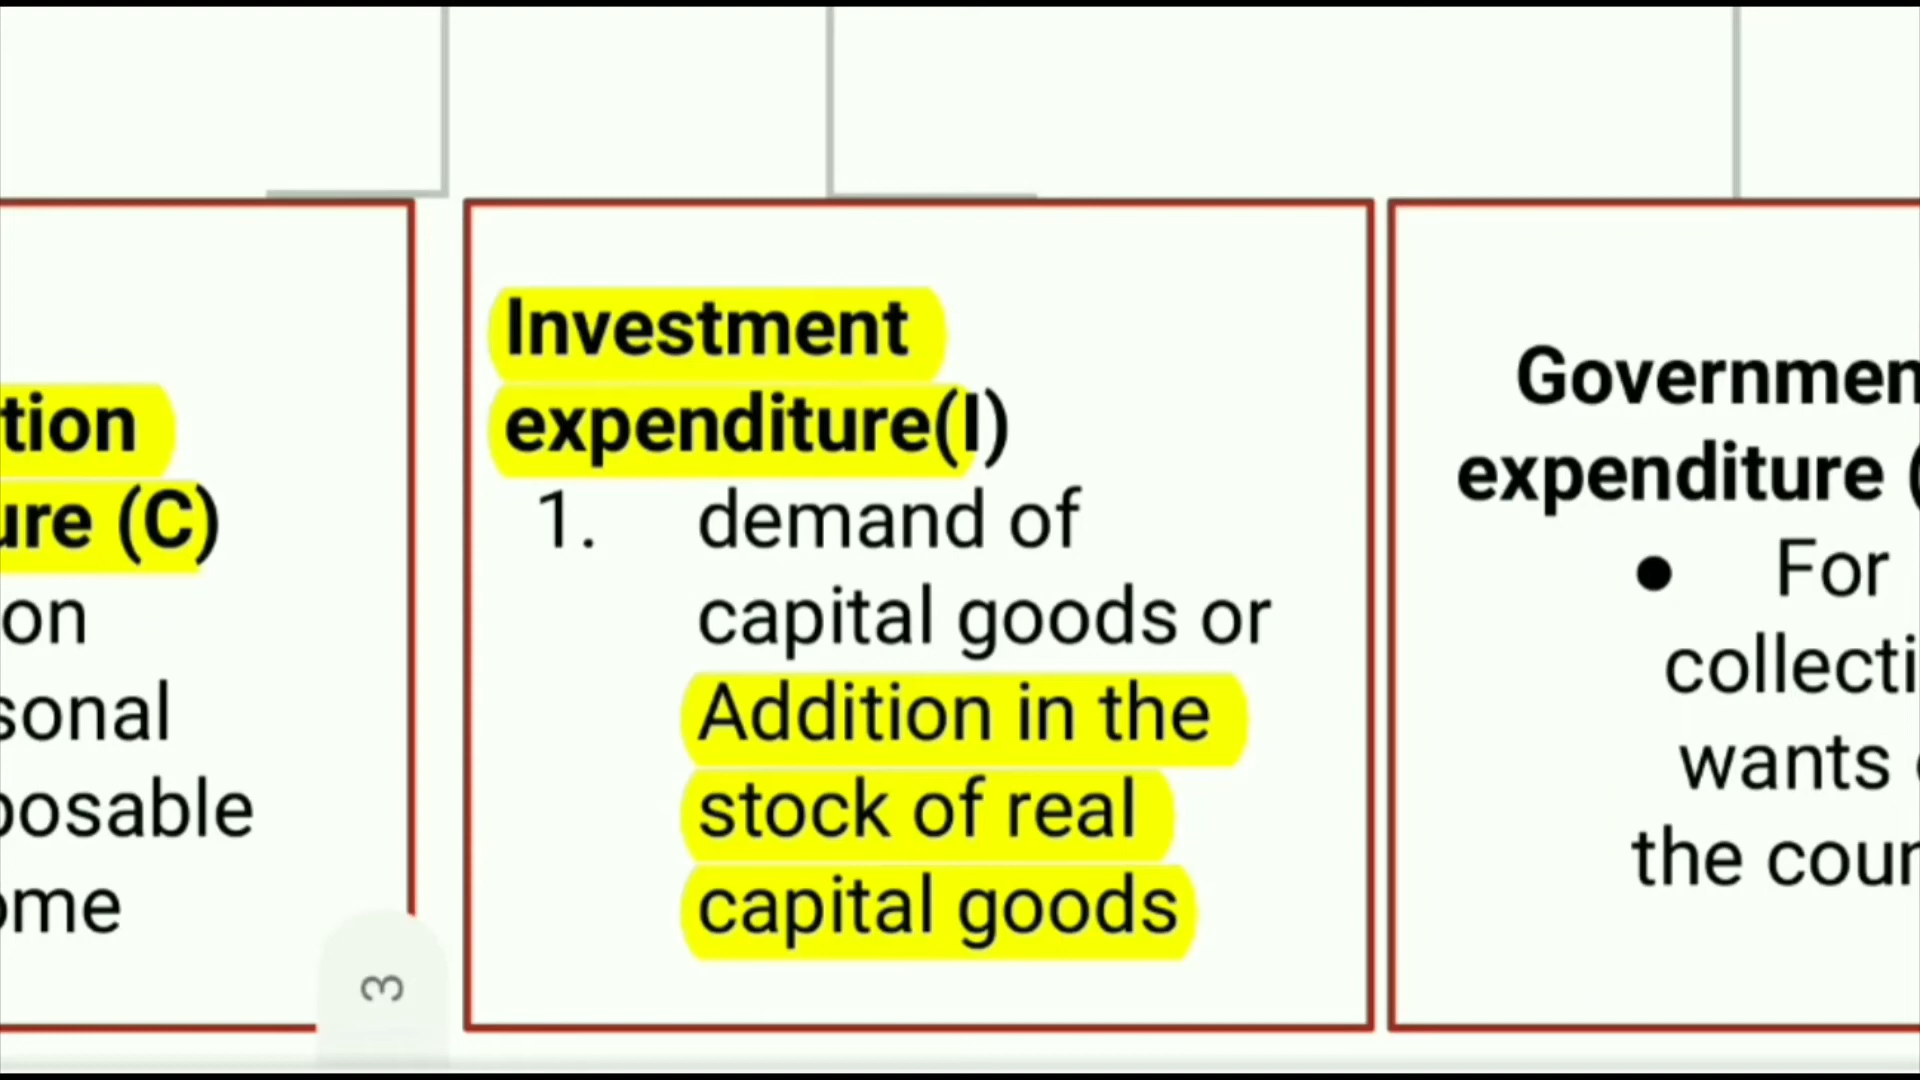 tion
ure (C)
on
sonal
posable
ome
3
Investment
expenditure(I)
1. demand of
capital goods or
Addition in the
stock of real
capital goods
Governmen
expenditure (
● For
collecti
wants
the coun